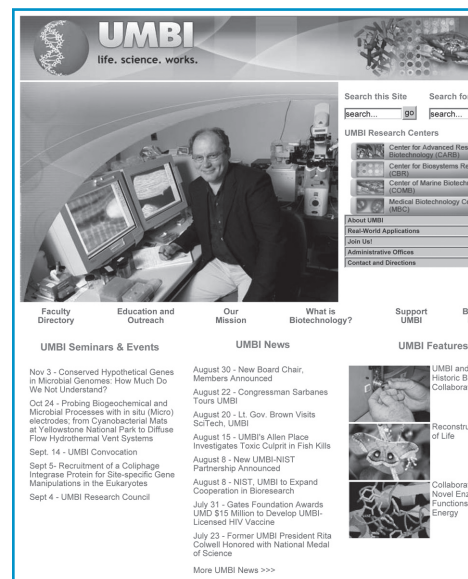 UMBI
life. science. works.
Search this Site
Search fo
search...
go
search...
UMBI Research Centers
Center for Advanced Res
Biotechnology (CARB)
Center for Biosystems Re
(CBR)
Center of Marine Biotechn
(COMB)
Medical Biotechnology Ce
(MBC)
About UMBI
Real-World Applications
Join Us!
Administrative Offices
Contact and Directions
Faculty
Directory
Education and
Outreach
Our
Mission
What is
Biotechnology?
Support
UMBI
B
UMBI Seminars & Events
Nov 3 - Conserved Hypothetical Genes
in Microbial Genomes: How Much Do
We Not Understand?
Oct 24 - Probing Biogeochemical and
Microbial Processes with in situ (Micro)
electrodes; from Cyanobacterial Mats
at Yellowstone National Park to Diffuse
Flow Hydrothermal Vent Systems
Sept. 14 - UMBI Convocation
Sept 5- Recruitment of a Coliphage
Integrase Protein for Site-specific Gene
Manipulations in the Eukaryotes
Sept 4 - UMBI Research Council
UMBI News
August 30 - New Board Chair,
Members Announced
August 22 - Congressman Sarbanes
Tours UMBI
August 20 - Lt. Gov. Brown Visits
SciTech, UMBI
August 15 - UMBI's Allen Place
Investigates Toxic Culprit in Fish Kills
August 8 - New UMBI-NIST
Partnership Announced
August 8 - NIST, UMBI to Expand
Cooperation in Bioresearch
July 31 - Gates Foundation Awards
UMD $15 Million to Develop UMBI-
Licensed HIV Vaccine
July 23 - Former UMBI President Rita
Colwell Honored with National Medal
of Science
More UMBI News >>>
UMBI Features
UMBI and
Historic B
Collaborat
Reconstru
of Life
Collaborat
Novel Enz
Functions
Energy